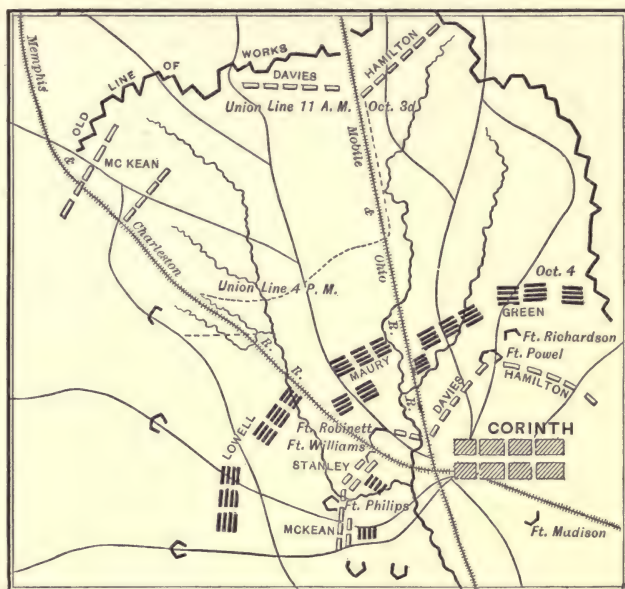 Memphis & Charleston R. R.
OLD LINE OF WORKS
DAVIES
HAMILTON
Union Line 11 A. M. Oct. 3d
MC KEAN
Mobile & Ohio R. R.
Union Line 4 P. M.
Oct. 4
GREEN
MAURY
Ft. Richardson
Ft. Powel
HAMILTON
DAVIES
LOWELL
Ft. Robinett
Ft. Williams
CORINTH
STANLEY
Ft. Philips
MCKEAN
Ft. Madison